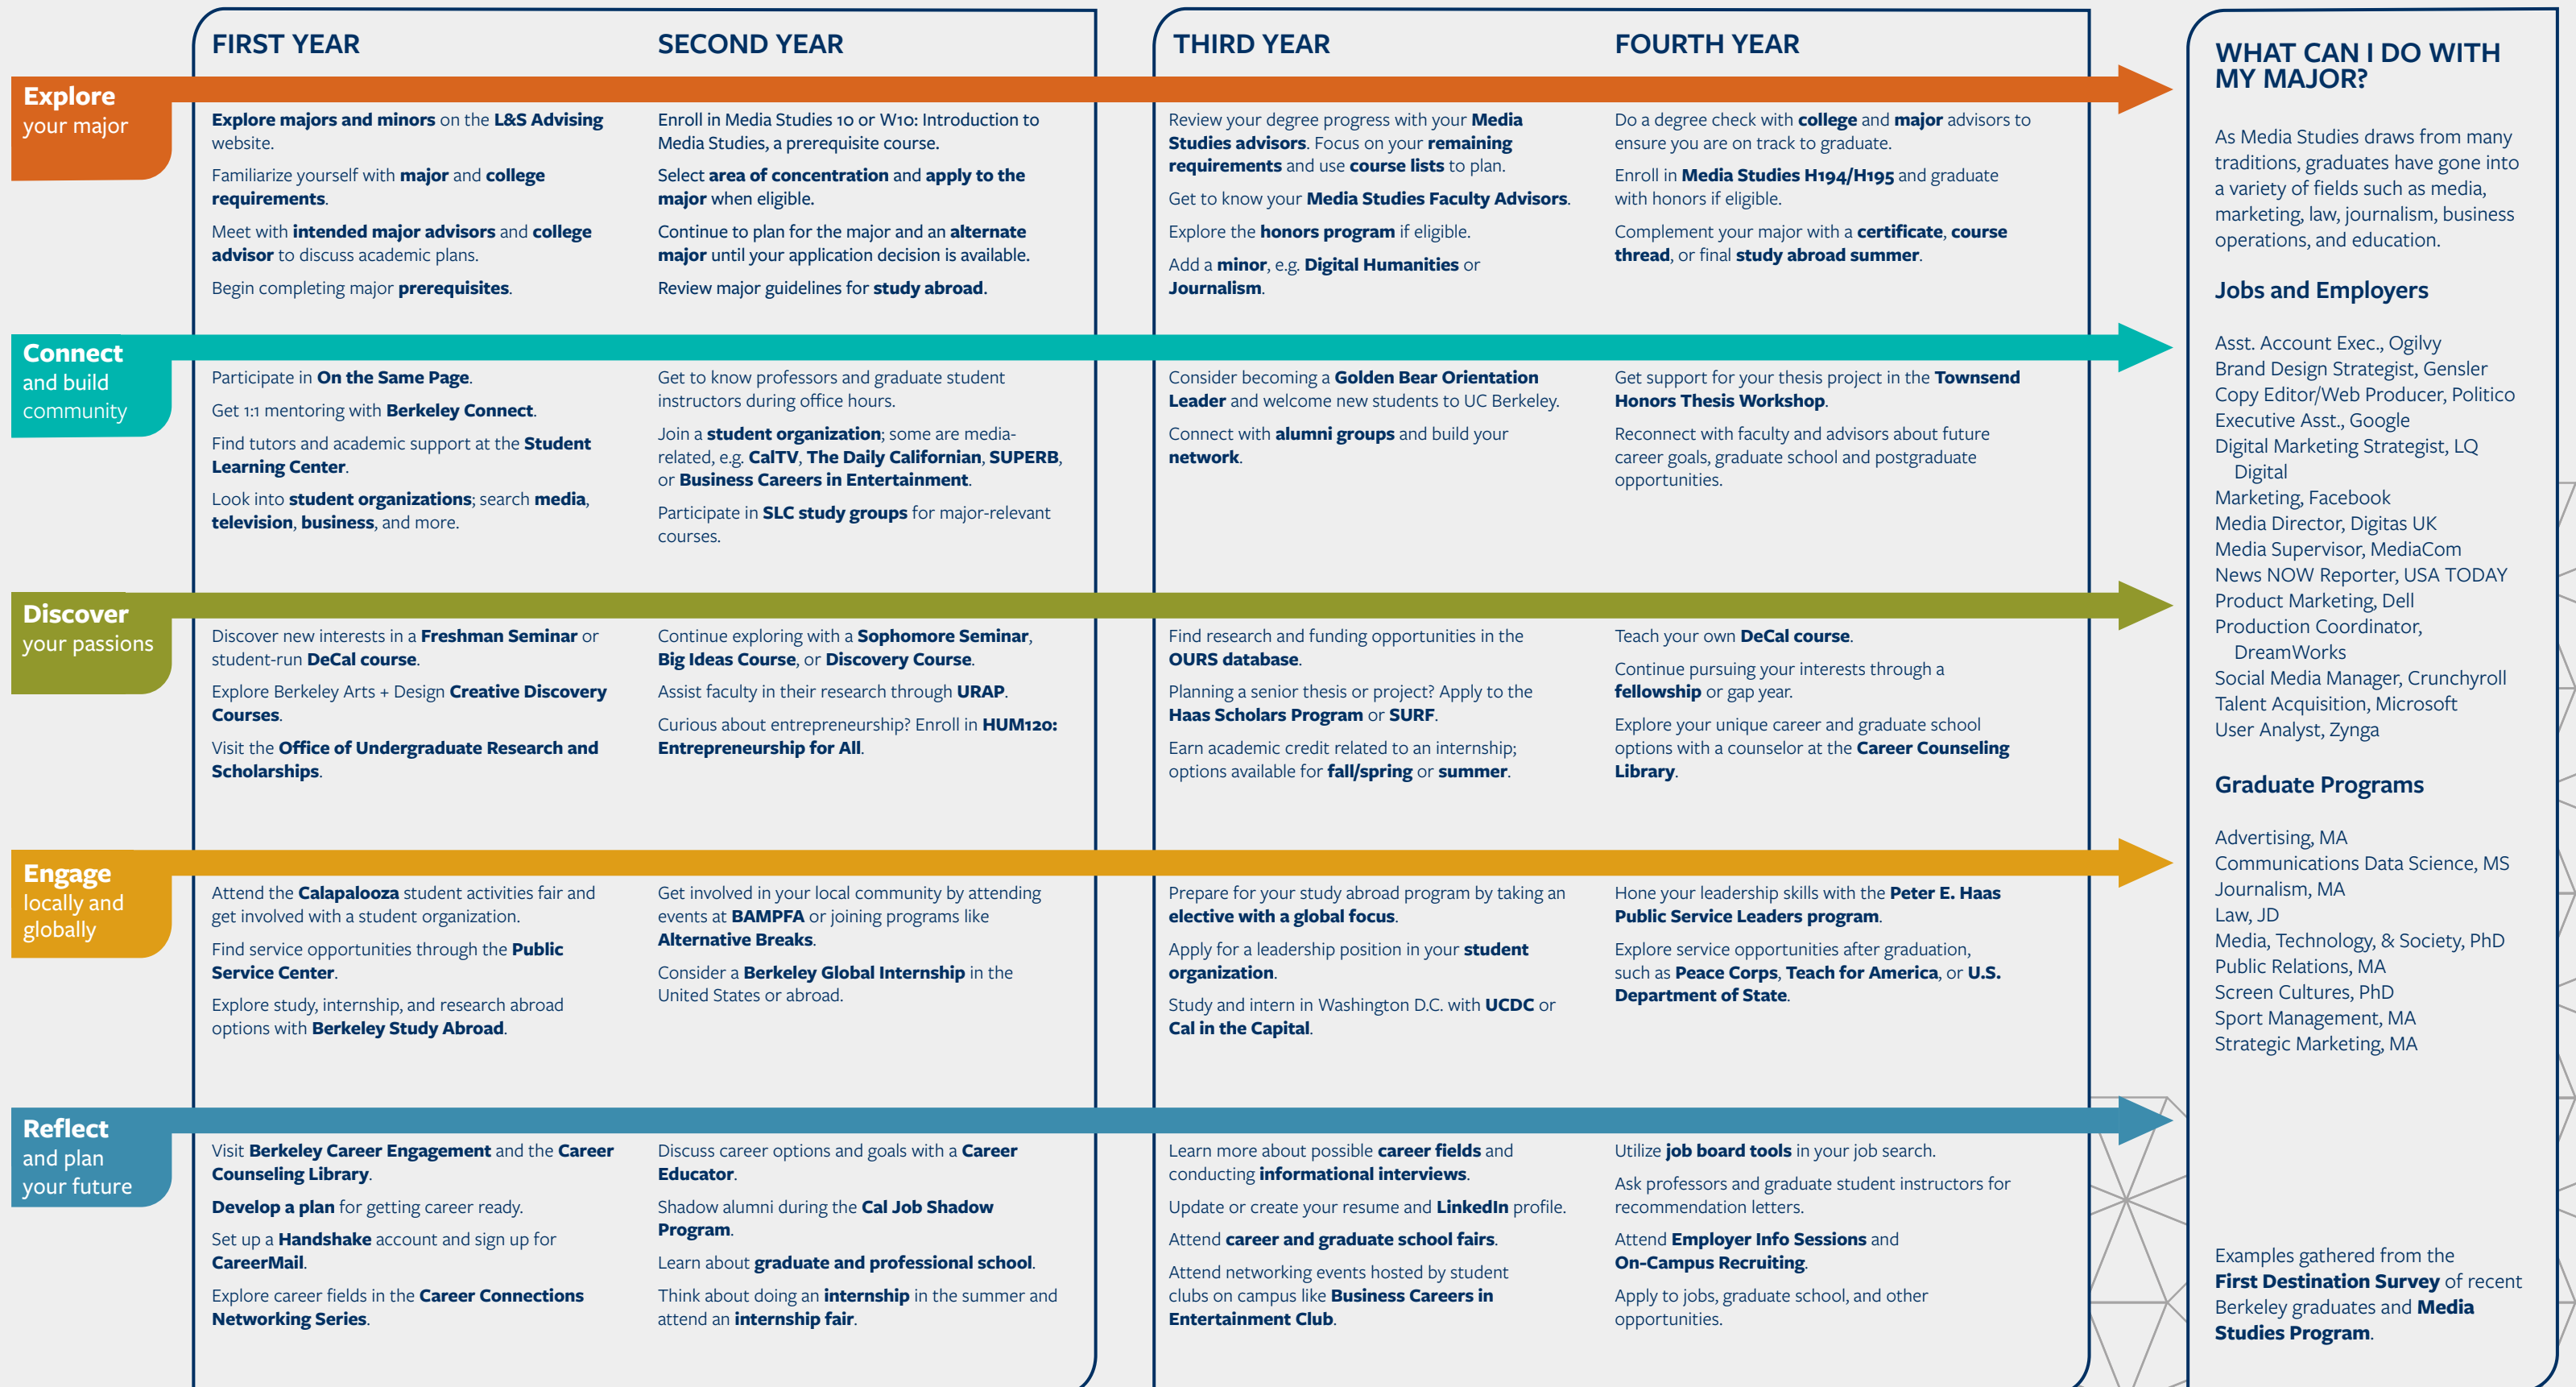 FIRST YEAR
SECOND YEAR
THIRD YEAR
FOURTH YEAR
Explore
your major
Explore majors and minors on the L&S Advising
website.
Familiarize yourself with major and college
requirements.
Meet with intended major advisors and college
advisor to discuss academic plans.
Begin completing major prerequisites.
Enroll in Media Studies 10 or W10: Introduction to
Media Studies, a prerequisite course.
Select area of concentration and apply to the
major when eligible.
Continue to plan for the major and an alternate
major until your application decision is available.
Review major guidelines for study abroad.
Review your degree progress with your Media
Studies advisors. Focus on your remaining
requirements and use course lists to plan.
Get to know your Media Studies Faculty Advisors.
Explore the honors program if eligible.
Add a minor, e.g. Digital Humanities or
Journalism.
Do a degree check with college and major advisors to
ensure you are on track to graduate.
Enroll in Media Studies H194/H195 and graduate
with honors if eligible.
Complement your major with a certificate, course
thread, or final study abroad summer.
Connect
and build
community
Participate in On the Same Page.
Get 1:1 mentoring with Berkeley Connect.
Find tutors and academic support at the Student
Learning Center.
Look into student organizations; search media,
television, business, and more.
Get to know professors and graduate student
instructors during office hours.
Join a student organization; some are media-
related, e.g. CalTV, The Daily Californian, SUPERB,
or Business Careers in Entertainment.
Participate in SLC study groups for major-relevant
courses.
Consider becoming a Golden Bear Orientation
Leader and welcome new students to UC Berkeley.
Connect with alumni groups and build your
network.
Get support for your thesis project in the Townsend
Honors Thesis Workshop.
Reconnect with faculty and advisors about future
career goals, graduate school and postgraduate
opportunities.
Discover
your passions
Discover new interests in a Freshman Seminar or
student-run DeCal course.
Explore Berkeley Arts + Design Creative Discovery
Courses.
Visit the Office of Undergraduate Research and
Scholarships.
Continue exploring with a Sophomore Seminar,
Big Ideas Course, or Discovery Course.
Assist faculty in their research through URAP.
Curious about entrepreneurship? Enroll in HUM120:
Entrepreneurship for All.
Find research and funding opportunities in the
OURS database.
Planning a senior thesis or project? Apply to the
Haas Scholars Program or SURF.
Earn academic credit related to an internship;
options available for fall/spring or summer.
Teach your own DeCal course.
Continue pursuing your interests through a
fellowship or gap year.
Explore your unique career and graduate school
options with a counselor at the Career Counseling
Library.
Engage
locally and
globally
Attend the Calapalooza student activities fair and
get involved with a student organization.
Find service opportunities through the Public
Service Center.
Explore study, internship, and research abroad
options with Berkeley Study Abroad.
Get involved in your local community by attending
events at BAMPFA or joining programs like
Alternative Breaks.
Consider a Berkeley Global Internship in the
United States or abroad.
Prepare for your study abroad program by taking an
elective with a global focus.
Apply for a leadership position in your student
organization.
Study and intern in Washington D.C. with UCDC or
Cal in the Capital.
Hone your leadership skills with the Peter E. Haas
Public Service Leaders program.
Explore service opportunities after graduation,
such as Peace Corps, Teach for America, or U.S.
Department of State.
Reflect
and plan
your future
Visit Berkeley Career Engagement and the Career
Counseling Library.
Develop a plan for getting career ready.
Set up a Handshake account and sign up for
CareerMail.
Explore career fields in the Career Connections
Networking Series.
Discuss career options and goals with a Career
Educator.
Shadow alumni during the Cal Job Shadow
Program.
Learn about graduate and professional school.
Think about doing an internship in the summer and
attend an internship fair.
Learn more about possible career fields and
conducting informational interviews.
Update or create your resume and LinkedIn profile.
Attend career and graduate school fairs.
Attend networking events hosted by student
clubs on campus like Business Careers in
Entertainment Club.
Utilize job board tools in your job search.
Ask professors and graduate student instructors for
recommendation letters.
Attend Employer Info Sessions and
On-Campus Recruiting.
Apply to jobs, graduate school, and other
opportunities.
WHAT CAN I DO WITH
MY MAJOR?
As Media Studies draws from many
traditions, graduates have gone into
a variety of fields such as media,
marketing, law, journalism, business
operations, and education.
Jobs and Employers
Asst. Account Exec., Ogilvy
Brand Design Strategist, Gensler
Copy Editor/Web Producer, Politico
Executive Asst., Google
Digital Marketing Strategist, LQ
Digital
Marketing, Facebook
Media Director, Digitas UK
Media Supervisor, MediaCom
News NOW Reporter, USA TODAY
Product Marketing, Dell
Production Coordinator,
DreamWorks
Social Media Manager, Crunchyroll
Talent Acquisition, Microsoft
User Analyst, Zynga
Graduate Programs
Advertising, MA
Communications Data Science, MS
Journalism, MA
Law, JD
Media, Technology, & Society, PhD
Public Relations, MA
Screen Cultures, PhD
Sport Management, MA
Strategic Marketing, MA
Examples gathered from the
First Destination Survey of recent
Berkeley graduates and Media
Studies Program.